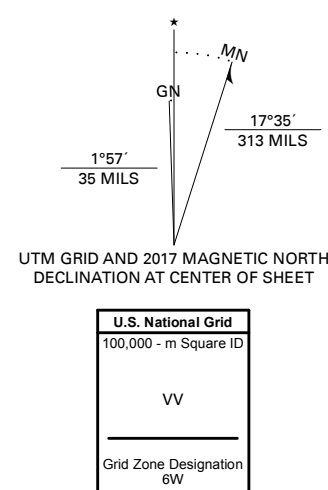 ★
MN
GN
17°35´
313 MILS
1°57´
35 MILS
UTM GRID AND 2017 MAGNETIC NORTH
DECLINATION AT CENTER OF SHEET
U.S. National Grid
100,000 - m Square ID
VV
Grid Zone Designation
6W